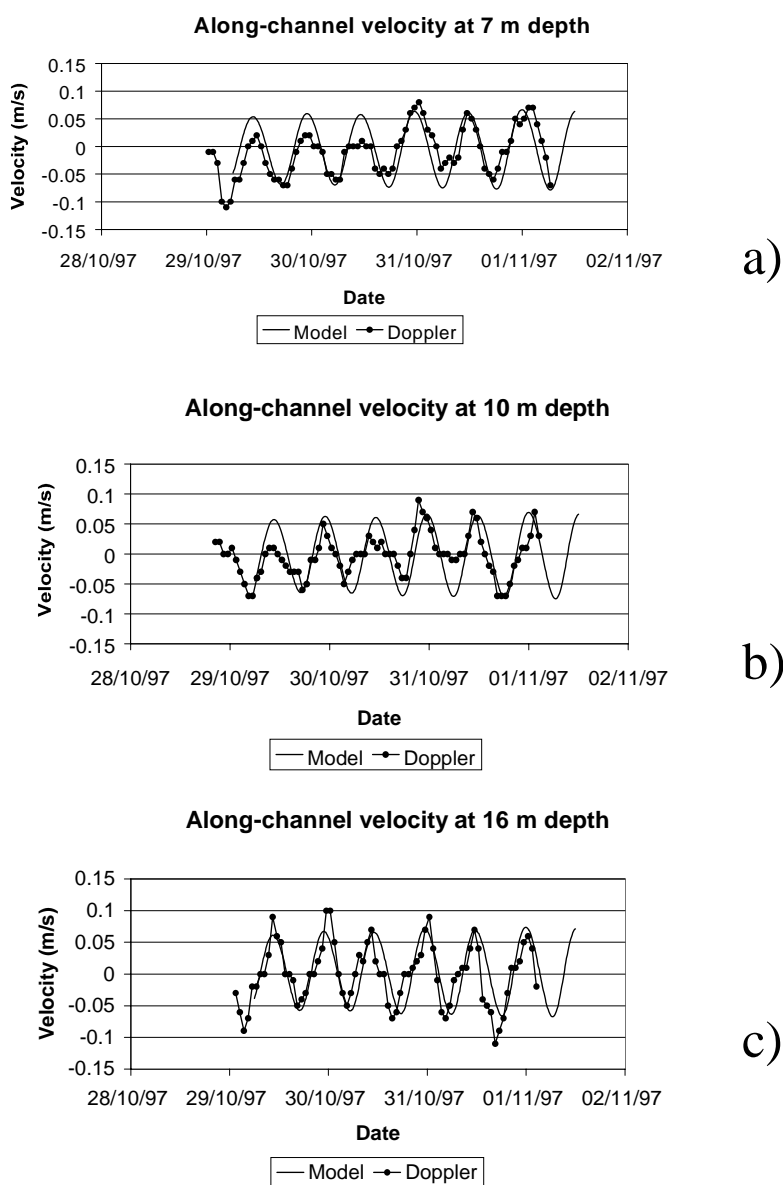 Along-channel velocity at 7 m depth
Velocity (m/s)
0.15
0.1
0.05
0
-0.05
-0.1
-0.15
28/10/97 29/10/97 30/10/97 31/10/97 01/11/97 02/11/97
Date
Model Doppler
a)
Along-channel velocity at 10 m depth
Velocity (m/s)
0.15
0.1
0.05
0
-0.05
-0.1
-0.15
28/10/97 29/10/97 30/10/97 31/10/97 01/11/97 02/11/97
Date
Model Doppler
b)
Along-channel velocity at 16 m depth
Velocity (m/s)
0.15
0.1
0.05
0
-0.05
-0.1
-0.15
28/10/97 29/10/97 30/10/97 31/10/97 01/11/97 02/11/97
Date
Model Doppler
c)